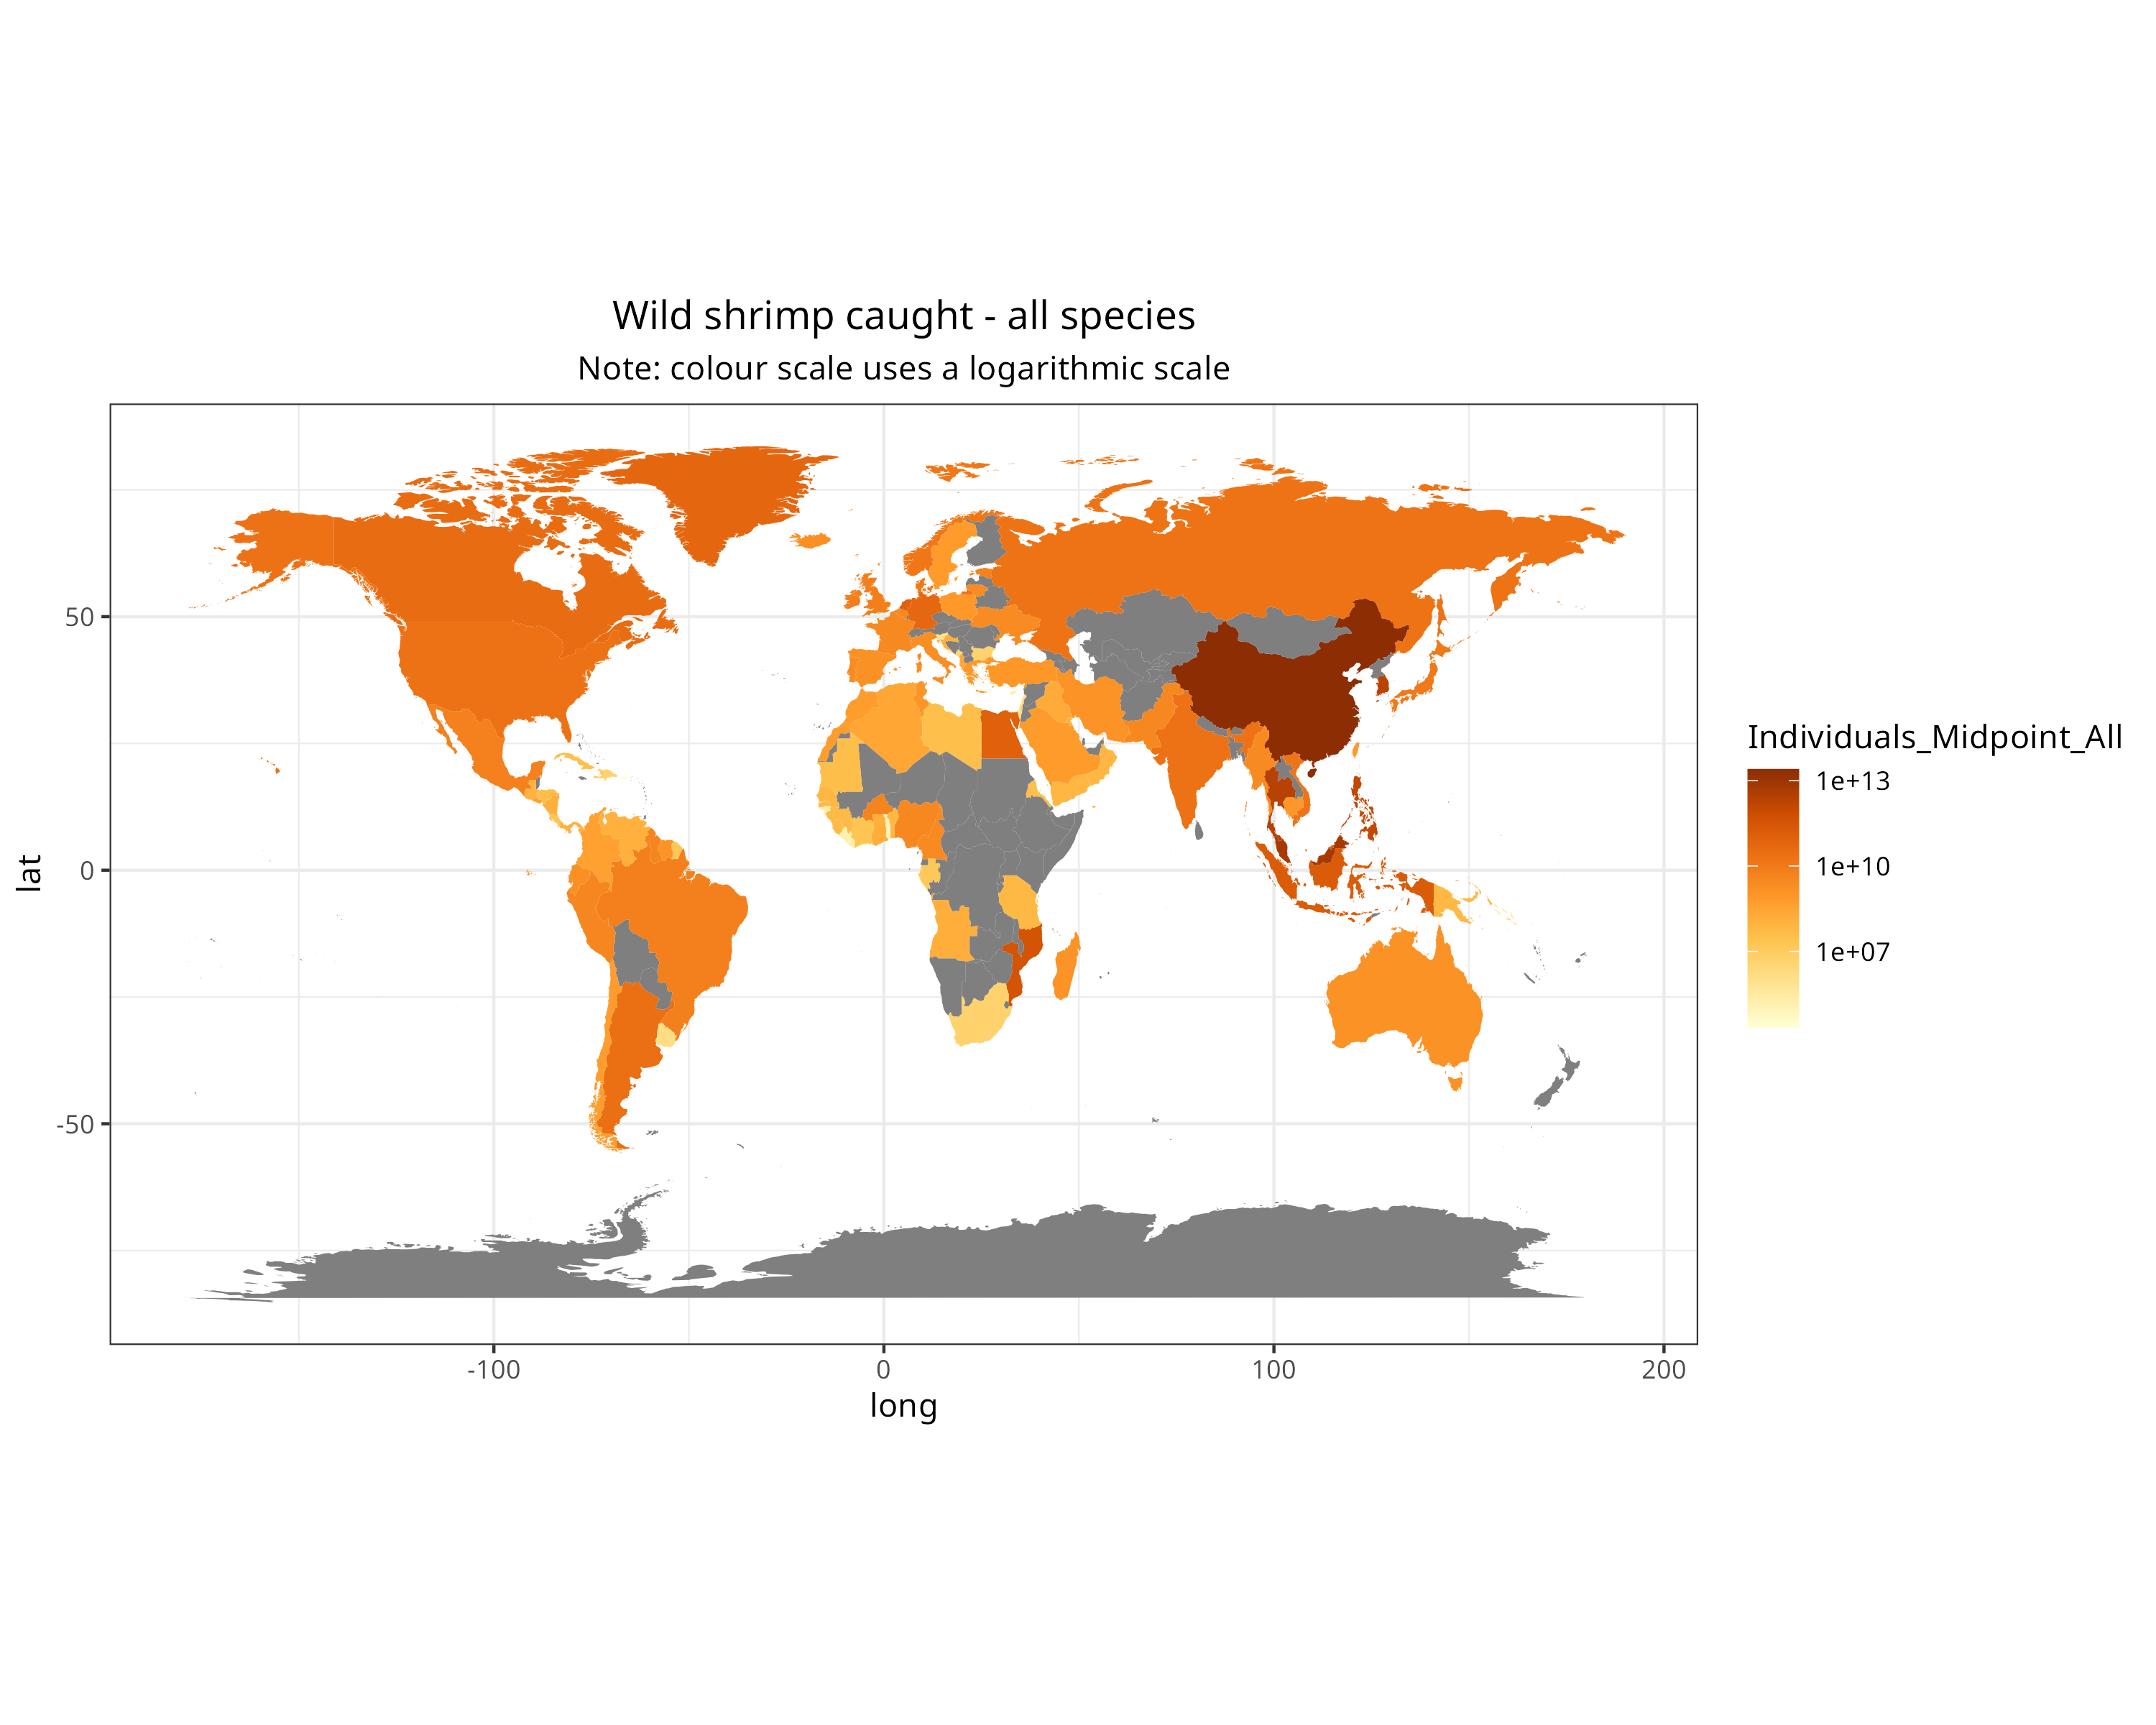 Wild shrimp caught - all species
Note: colour scale uses a logarithmic scale
Individuals_Midpoint_All
1e+13
1e+10
1e+07
50
0
-50
lat
-100
0
100
200
long